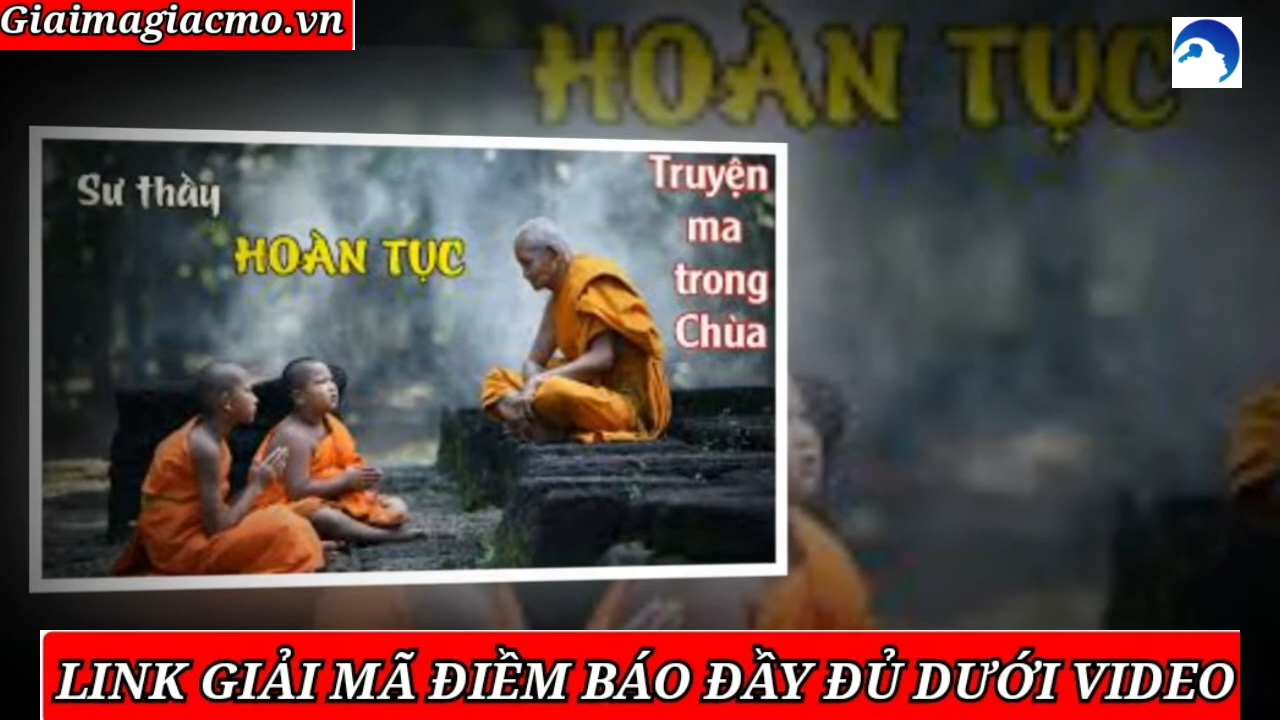 Giaimagiacmo.vn
HOÀN TỤC
Sư thầy
HOÀN TỤC
Truyện
ma
trong
Chùa
LINK GIẢI MÃ ĐIỀM BÁO ĐẦY ĐỦ DƯỚI VIDEO